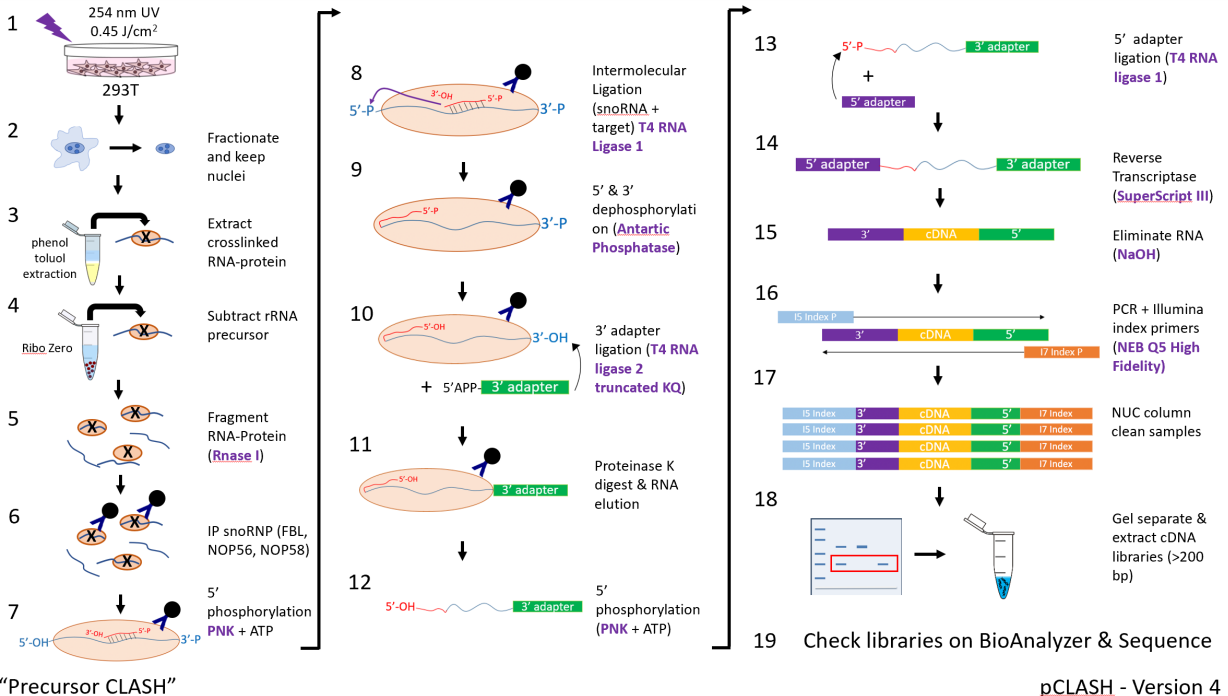 1
254 nm UV
0.45 J/cm2
293T
2
Fractionate
and keep
nuclei
3
phenol
toluol
extraction
X
Extract
crosslinked
RNA-protein
4
Ribo Zero
X
Subtract rRNA
precursor
5
X
X
X
Fragment
RNA-Protein
(Rnase I)
6
X
X
X
IP snoRNP (FBL,
NOP56, NOP58)
7
5'-OH
3'-OH
5'-P
3'-P
5'
phosphorylation
PNK + ATP
"Precursor CLASH"
8
5'-P
3'-OH
5'-P
3'-P
Intermolecular
Ligation
(snoRNA +
target) T4 RNA
Ligase 1
9
5'-P
3'-P
5' & 3'
dephosphorylati
on (Antartic
Phosphatase)
10
5'-OH
3'-OH
+ 5'APP- 3' adapter
3' adapter
ligation (T4 RNA
ligase 2
truncated KQ)
11
5'-OH
3' adapter
Proteinase K
digest & RNA
elution
12
5'-OH
3' adapter
5'
phosphorylation
(PNK + ATP)
13
5'-P
3' adapter
+
5' adapter
5' adapter
ligation (T4 RNA
ligase 1)
14
5' adapter
3' adapter
Reverse
Transcriptase
(SuperScript III)
15
3' cDNA 5'
Eliminate RNA
(NaOH)
16
I5 Index P
3' cDNA 5'
I7 Index P
PCR + Illumina
index primers
(NEB Q5 High
Fidelity)
17
I5 Index 3' cDNA 5' I7 Index
I5 Index 3' cDNA 5' I7 Index
I5 Index 3' cDNA 5' I7 Index
I5 Index 3' cDNA 5' I7 Index
NUC column
clean samples
18
Gel separate &
extract cDNA
libraries (>200
bp)
19 Check libraries on BioAnalyzer & Sequence
pCLASH - Version 4